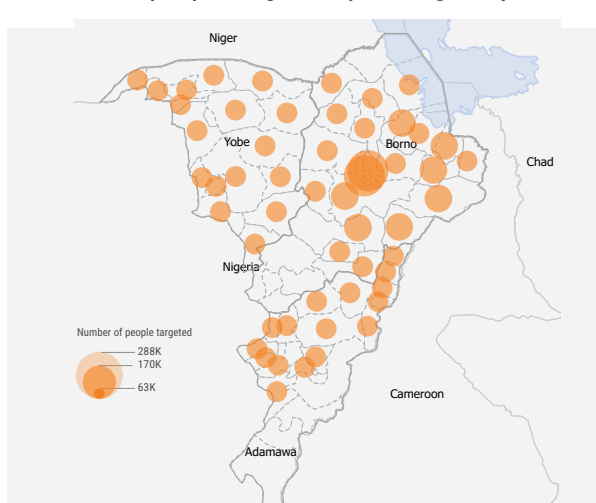 Niger
Yobe
Borno
Chad
Nigeria
Number of people targeted
288K
170K
63K
Cameroon
Adamawa